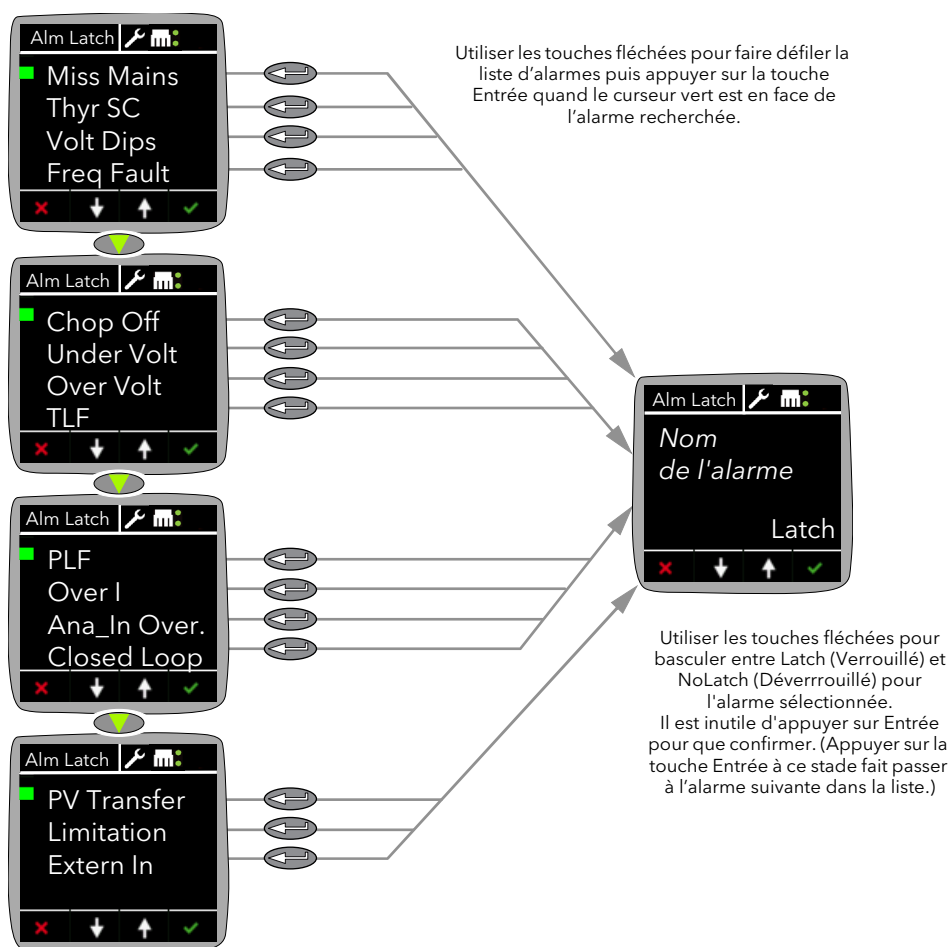 Alm Latch
Miss Mains
Thyr SC
Volt Dips
Freq Fault
Utiliser les touches fléchées pour faire défiler la
liste d'alarmes puis appuyer sur la touche
Entrée quand le curseur vert est en face de
l'alarme recherchée.
Alm Latch
Chop Off
Under Volt
Over Volt
TLF
Alm Latch
PLF
Over I
Ana_In Over.
Closed Loop
Alm Latch
PV Transfer
Limitation
Extern In
Alm Latch
Nom
de l'alarme
Latch
Utiliser les touches fléchées pour
basculer entre Latch (Verrouillé) et
NoLatch (Déverrrouillé) pour
l'alarme sélectionnée.
Il est inutile d'appuyer sur Entrée
pour que confirmer. (Appuyer sur la
touche Entrée à ce stade fait passer
à l'alarme suivante dans la liste.)